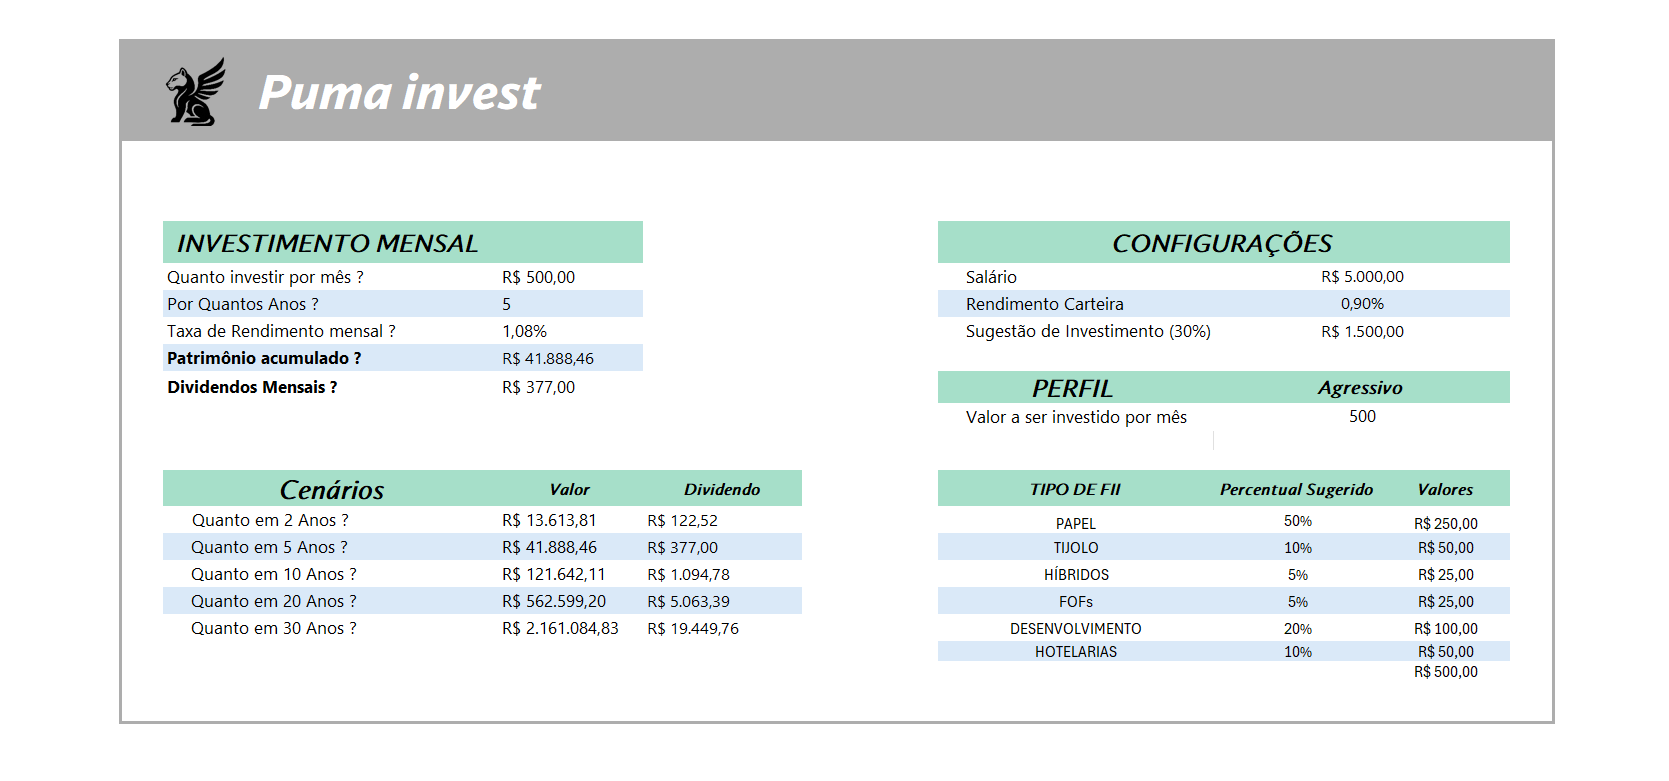 Puma invest
INVESTIMENTO MENSAL
Quanto investir por mês ? R$ 500,00
Por Quantos Anos ? 5
Taxa de Rendimento mensal ? 1,08%
Patrimônio acumulado ? R$ 41.888,46
Dividendos Mensais ? R$ 377,00
CONFIGURAÇÕES
Salário R$ 5.000,00
Rendimento Carteira 0,90%
Sugestão de Investimento (30%) R$ 1.500,00
PERFIL Agressivo
Valor a ser investido por mês 500
Cenários Valor Dividendo
Quanto em 2 Anos ? R$ 13.613,81 R$ 122,52
Quanto em 5 Anos ? R$ 41.888,46 R$ 377,00
Quanto em 10 Anos ? R$ 121.642,11 R$ 1.094,78
Quanto em 20 Anos ? R$ 562.599,20 R$ 5.063,39
Quanto em 30 Anos ? R$ 2.161.084,83 R$ 19.449,76
TIPO DE FII Percentual Sugerido Valores
PAPEL 50% R$ 250,00
TIJOLO 10% R$ 50,00
HÍBRIDOS 5% R$ 25,00
FOFs 5% R$ 25,00
DESENVOLVIMENTO 20% R$ 100,00
HOTELARIAS 10% R$ 50,00
R$ 500,00